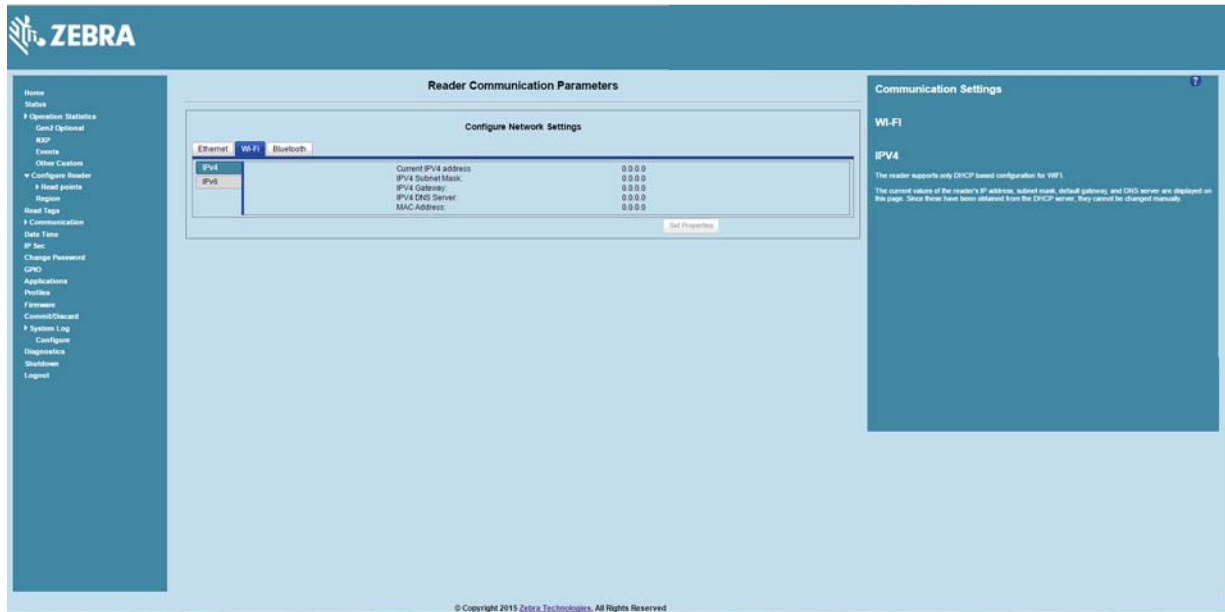 ZEBRA
Home
Status
Operation Statistics
Gen2 Optional
NXP
Events
Other Custom
Configure Reader
Read points
Region
Read Tags
Communication
Date Time
IP Sec
Change Password
GPIO
Applications
Profiles
Firmware
Commit/Discard
System Log
Configure
Diagnostics
Shutdown
Logout
Reader Communication Parameters
Configure Network Settings
Ethernet Wi-Fi Bluetooth
IPv4
IPv6
Current IPV4 address 0.0.0.0
IPV4 Subnet Mask: 0.0.0.0
IPV4 Gateway: 0.0.0.0
IPV4 DNS Server: 0.0.0.0
MAC Address: 0.0.0.0
Set Properties
?
Communication Settings
WI-FI
IPV4
The reader supports only DHCP based configuration for WIFI.
The current values of the reader's IP address, subnet mask, default gateway, and DNS server are displayed on
this page. Since these have been obtained from the DHCP server, they cannot be changed manually.
© Copyright 2015 Zebra Technologies. All Rights Reserved